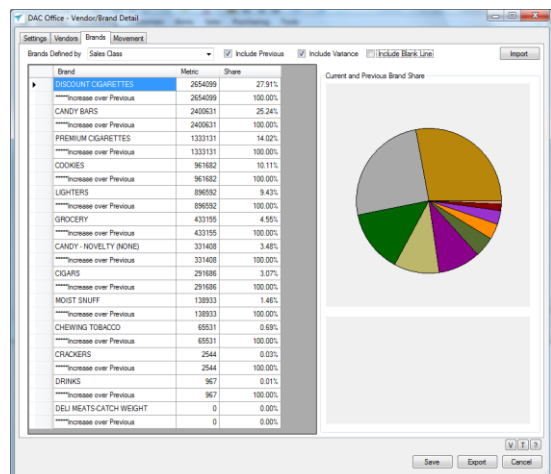 DAC Office - Vendor/Brand Detail
Settings Vendors Brands Movement
Brands Defined by Sales Class Include Previous Include Variance Include Blank Line Import
Brand Metric Share
Current and Previous Brand Share
DISCOUNT CIGARETTES 2654099 27.91%
*****Increase over Previous 2654099 100.00%
CANDY BARS 2400631 25.24%
*****Increase over Previous 2400631 100.00%
PREMIUM CIGARETTES 1333131 14.02%
*****Increase over Previous 1333131 100.00%
COOKIES 961682 10.11%
*****Increase over Previous 961682 100.00%
LIGHTERS 896592 9.43%
*****Increase over Previous 896592 100.00%
GROCERY 433155 4.55%
*****Increase over Previous 433155 100.00%
CANDY - NOVELTY (NONE) 331408 3.48%
*****Increase over Previous 331408 100.00%
CIGARS 291686 3.07%
*****Increase over Previous 291686 100.00%
MOIST SNUFF 138933 1.46%
*****Increase over Previous 138933 100.00%
CHEWING TOBACCO 65531 0.69%
*****Increase over Previous 65531 100.00%
CRACKERS 2544 0.03%
*****Increase over Previous 2544 100.00%
DRINKS 967 0.01%
*****Increase over Previous 967 100.00%
DELI MEATS-CATCH WEIGHT 0 0.00%
*****Increase over Previous 0 0.00%
V T ?
Save Export Cancel